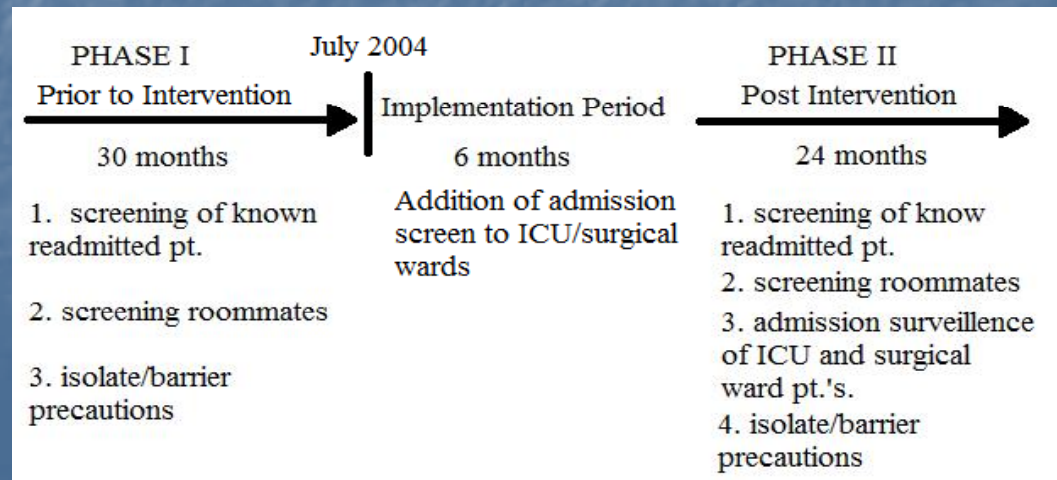 PHASE I
Prior to Intervention
30 months
1. screening of known
readmitted pt.
2. screening roommates
3. isolate/barrier
precautions
July 2004
Implementation Period
6 months
Addition of admission
screen to ICU/surgical
wards
PHASE II
Post Intervention
24 months
1. screening of know
readmitted pt.
2. screening roommates
3. admission surveillence
of ICU and surgical
ward pt.'s.
4. isolate/barrier
precautions